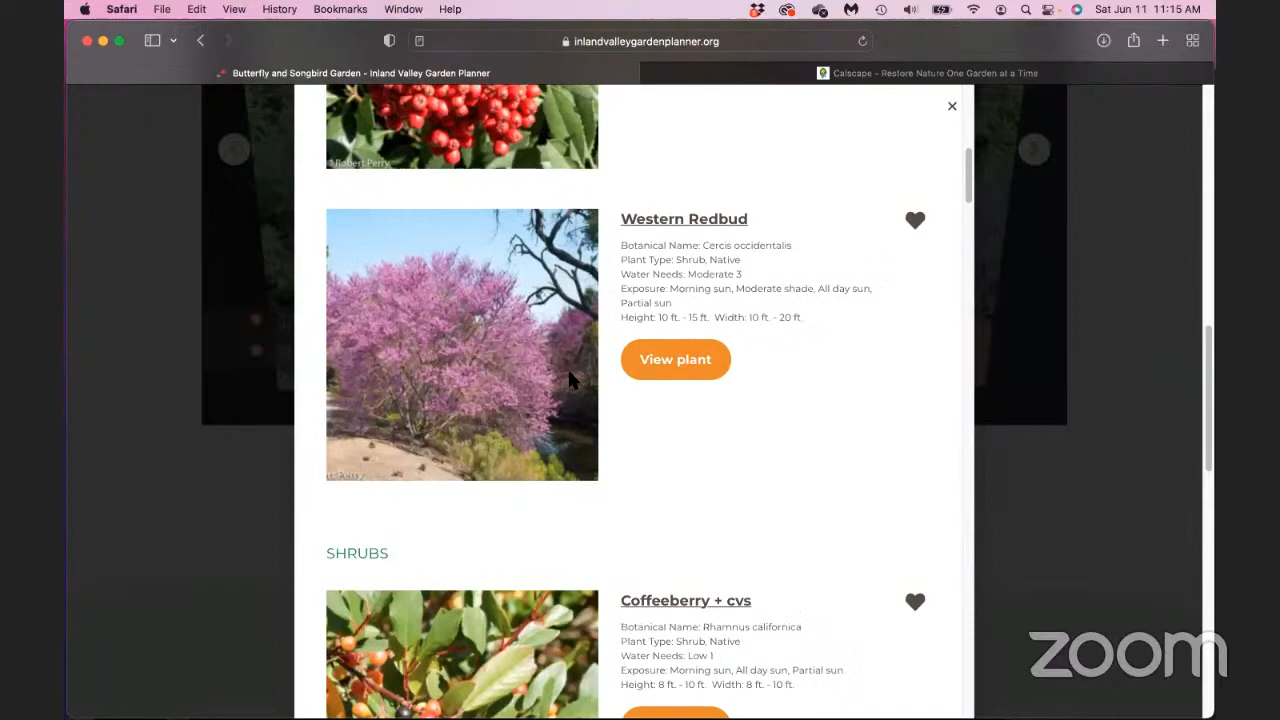 Safari File Edit View History Bookmarks Window Help Sat Jun 11 11:15 AM
inlandvalleygardenplanner.org
Butterfly and Songbird Garden - Inland Valley Garden Planner
Calscape - Restore Nature One Garden at a Time
© Robert Perry
Western Redbud
Botanical Name: Cercis occidentalis
Plant Type: Shrub, Native
Water Needs: Moderate 3
Exposure: Morning sun, Moderate shade, All day sun,
Partial sun
Height: 10 ft. - 15 ft. Width: 10 ft. - 20 ft.
View plant
rt Perry
SHRUBS
Coffeeberry + cvs
Botanical Name: Rhamnus californica
Plant Type: Shrub, Native
Water Needs: Low 1
Exposure: Morning sun, All day sun, Partial sun
Height: 8 ft. - 10 ft. Width: 8 ft. - 10 ft.
zoom